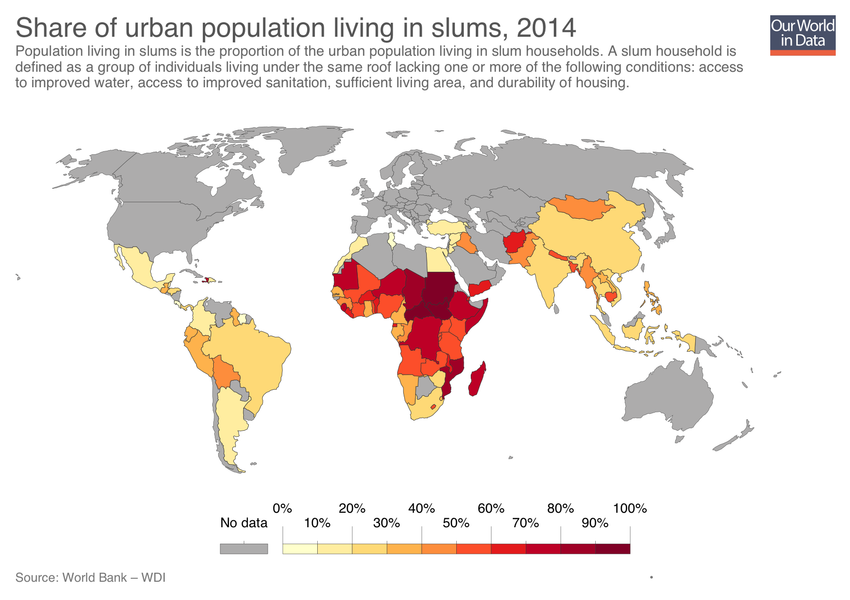 Share of urban population living in slums, 2014
Our World
in Data
Population living in slums is the proportion of the urban population living in slum households. A slum household is
defined as a group of individuals living under the same roof lacking one or more of the following conditions: access
to improved water, access to improved sanitation, sufficient living area, and durability of housing.
0% 20% 40% 60% 80% 100%
No data 10% 30% 50% 70% 90%
Source: World Bank – WDI